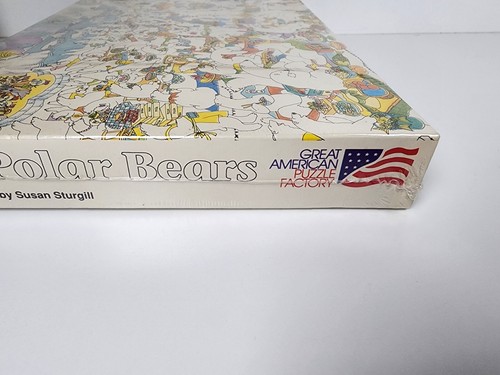 Polar Bears
by Susan Sturgill
GREAT
AMERICAN
PUZZLE
FACTORY